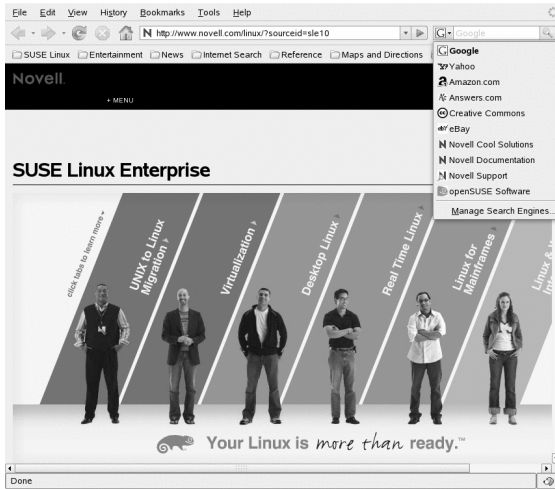 File Edit View History Bookmarks Tools Help
http://www.novell.com/linux/?sourceid=sle10
Google
SUSE Linux Entertainment News Internet Search Reference Maps and Directions
Google
Yahoo
Amazon.com
Answers.com
Creative Commons
eBay
Novell Cool Solutions
Novell Documentation
Novell Support
openSUSE Software
Manage Search Engines...
Novell
+ MENU
SUSE Linux Enterprise
click tabs to learn more
UNIX to Linux
Migration
Virtualization
Desktop Linux
Real Time Linux
Linux for
Mainframes
Your Linux is more than ready.™
Done